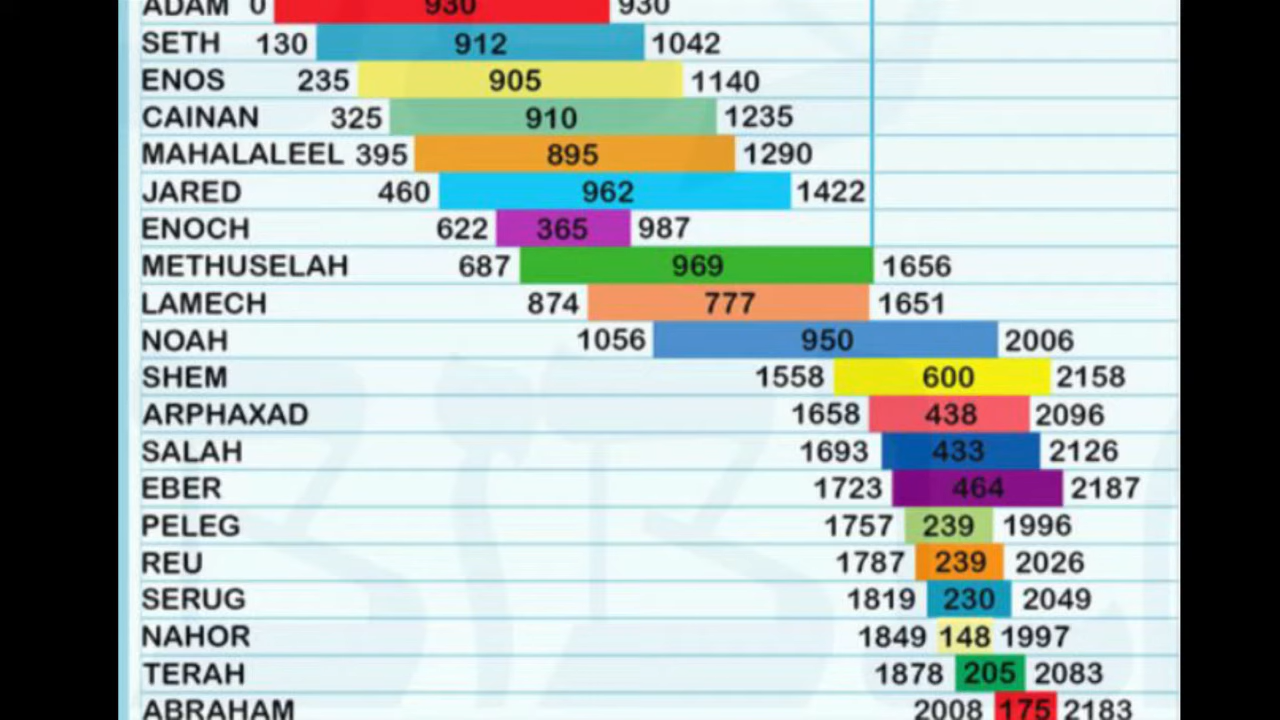 ADAM 0 930 930
SETH 130 912 1042
ENOS 235 905 1140
CAINAN 325 910 1235
MAHALALEEL 395 895 1290
JARED 460 962 1422
ENOCH 622 365 987
METHUSELAH 687 969 1656
LAMECH 874 777 1651
NOAH 1056 950 2006
SHEM 1558 600 2158
ARPHAXAD 1658 438 2096
SALAH 1693 433 2126
EBER 1723 464 2187
PELEG 1757 239 1996
REU 1787 239 2026
SERUG 1819 230 2049
NAHOR 1849 148 1997
TERAH 1878 205 2083
ABRAHAM 2008 175 2183